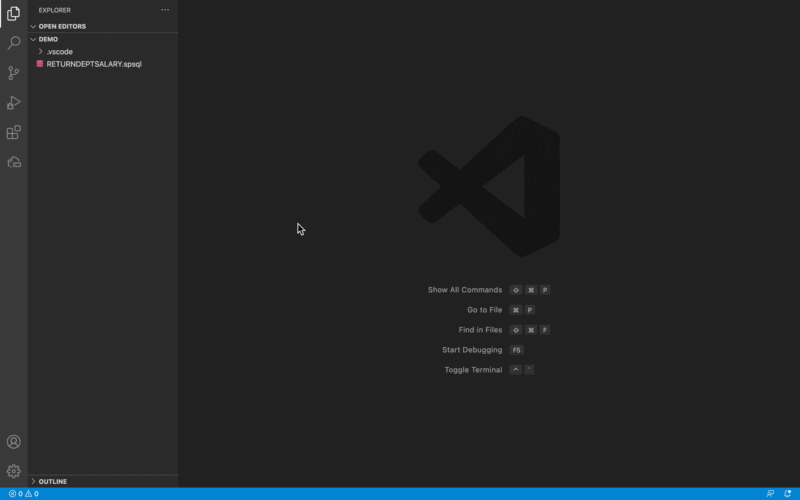 EXPLORER
OPEN EDITORS
DEMO
.vscode
RETURNDEPTSALARY.spsql
Show All Commands ⇧ ⌘ P
Go to File ⌘ P
Find in Files ⇧ ⌘ F
Start Debugging F5
Toggle Terminal ^ `
OUTLINE
0 0